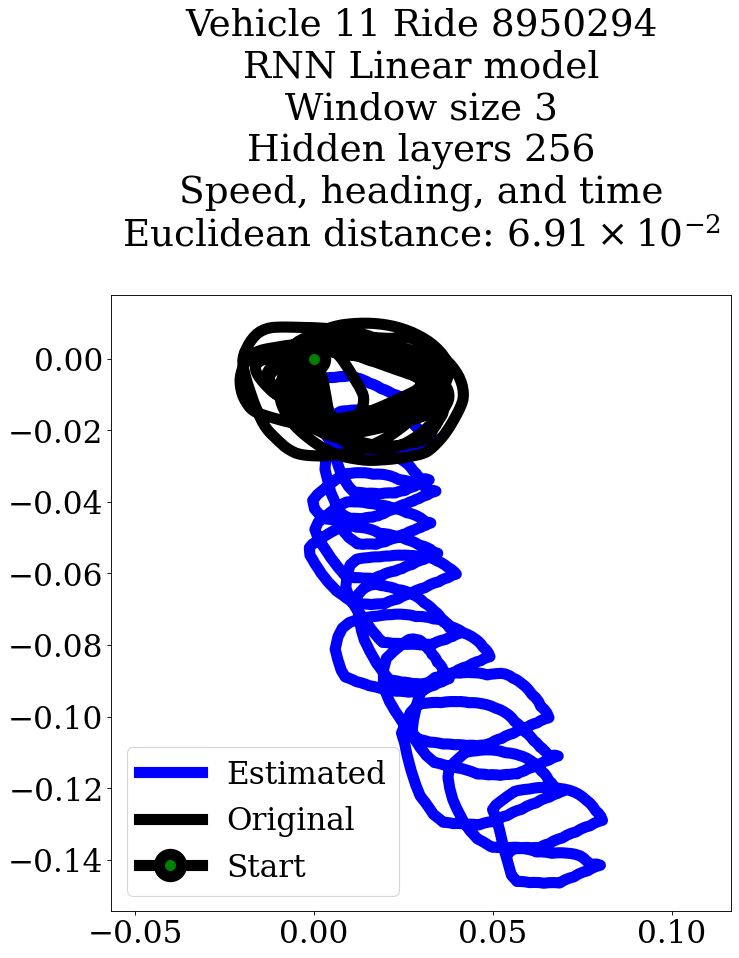 Vehicle 11 Ride 8950294
RNN Linear model
Window size 3
Hidden layers 256
Speed, heading, and time
Euclidean distance: 6.91 × 10⁻²
0.00
−0.02
−0.04
−0.06
−0.08
−0.10
−0.12
−0.14
Estimated
Original
Start
−0.05 0.00 0.05 0.10